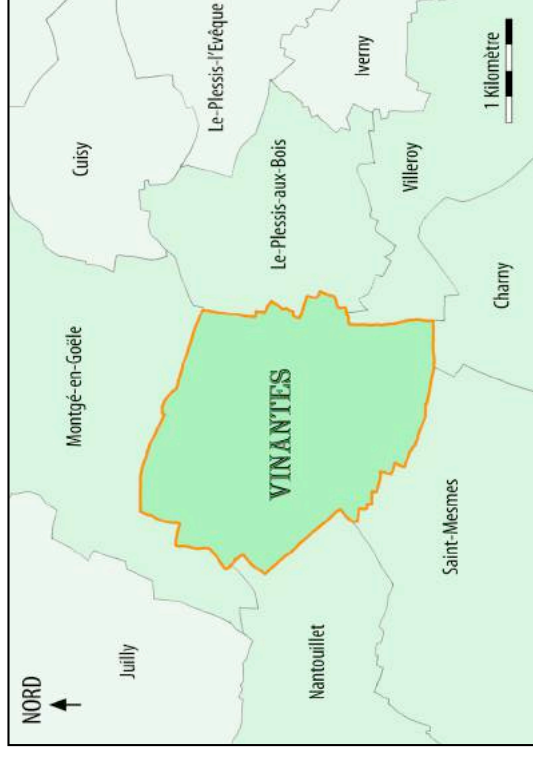 NORD
Juilly
Montgé-en-Goële
Cuisy
Le-Plessis-l'Evêque
Iverny
Le-Plessis-aux-Bois
VINANTES
Nantouillet
Villeroy
Saint-Mesmes
Charny
1 Kilomètre